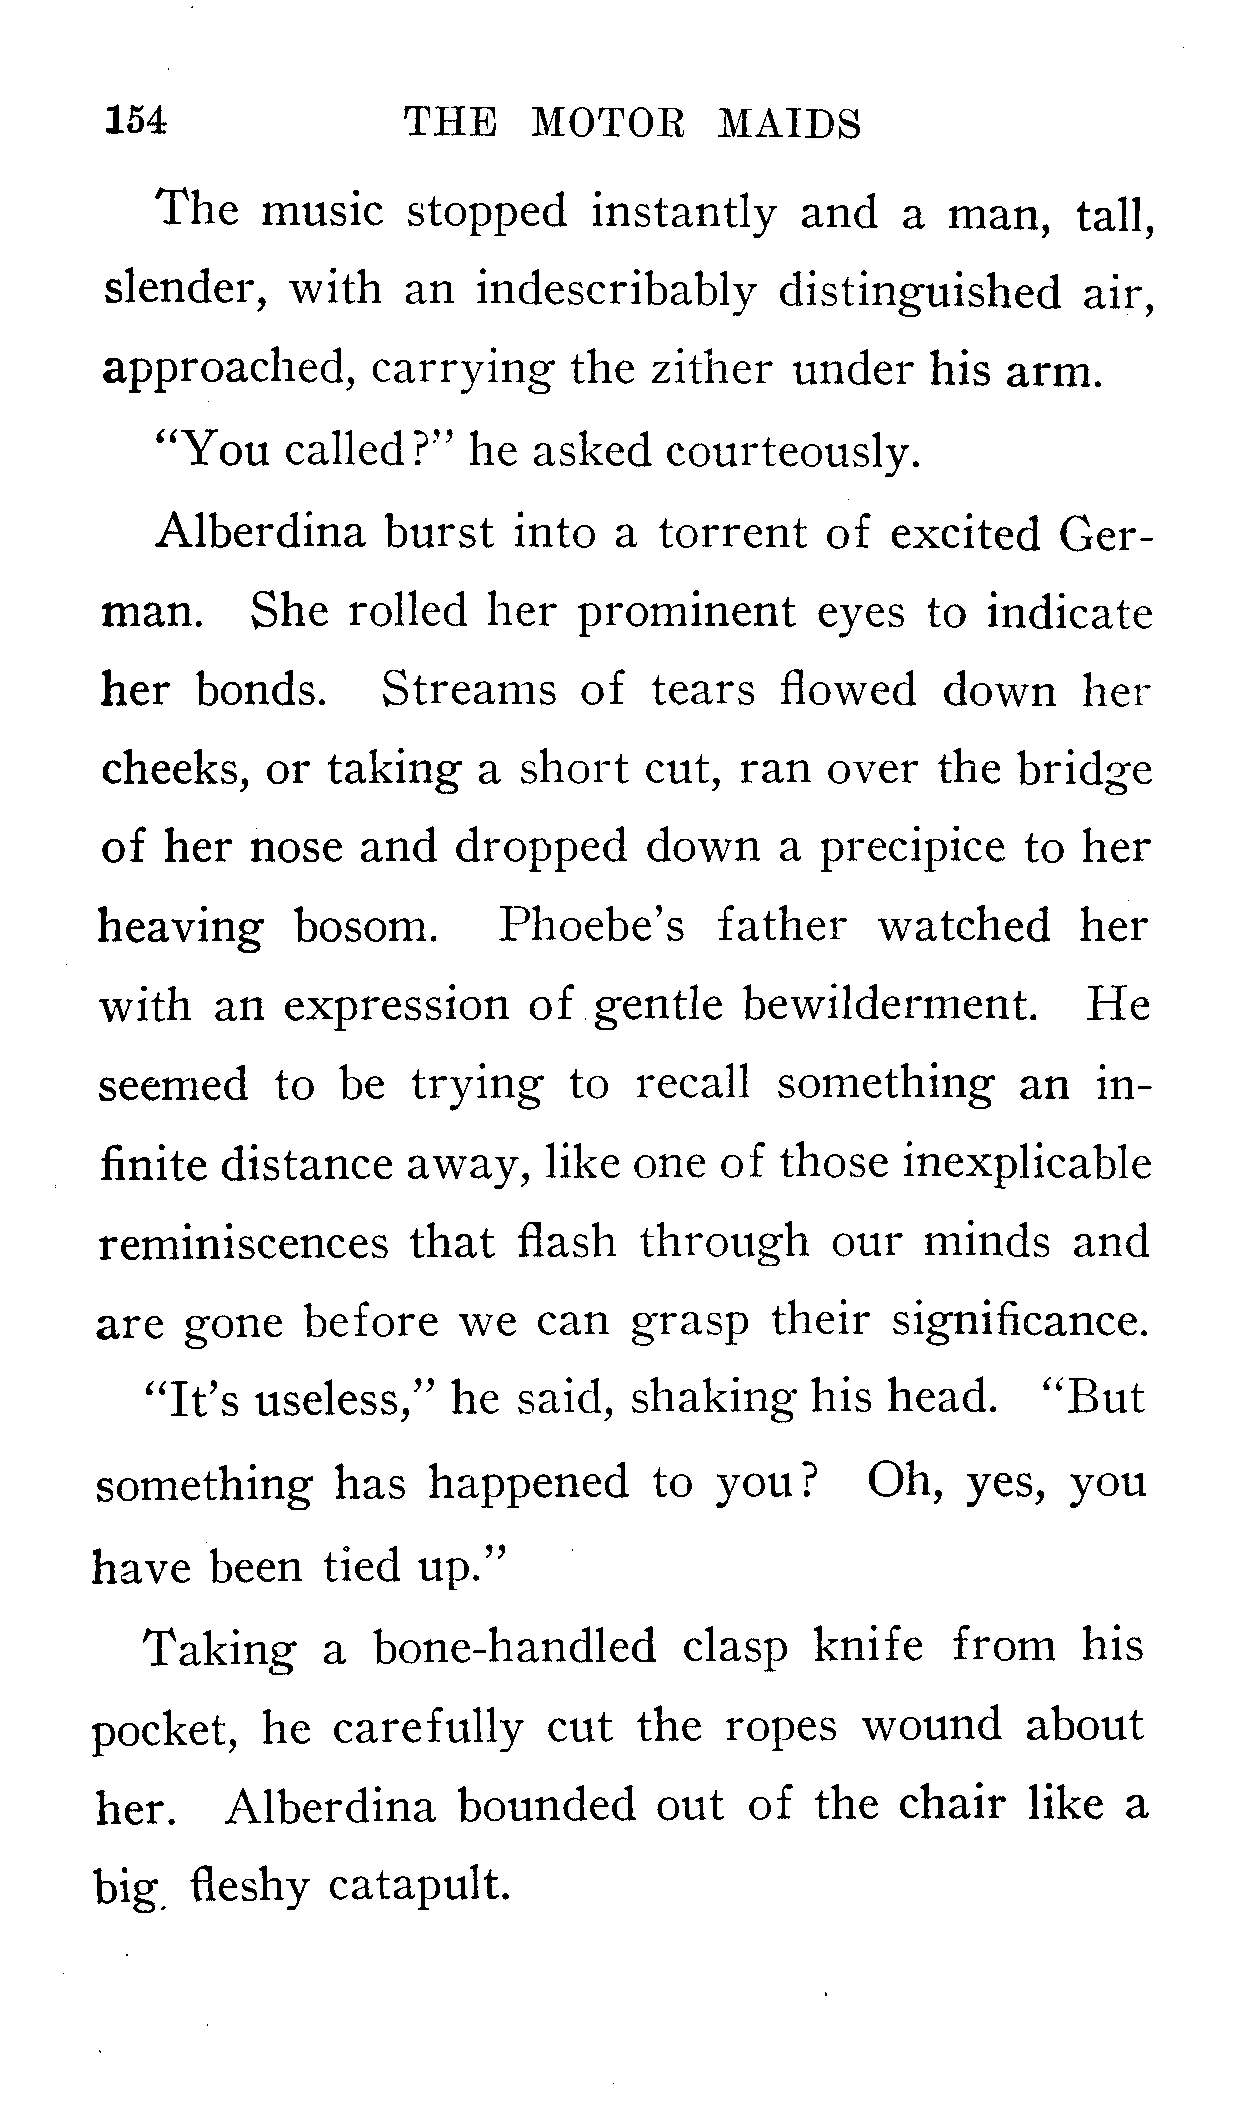 154 THE MOTOR MAIDS
The music stopped instantly and a man, tall,
slender, with an indescribably distinguished air,
approached, carrying the zither under his arm.
“You called?” he asked courteously.
Alberdina burst into a torrent of excited Ger-
man. She rolled her prominent eyes to indicate
her bonds. Streams of tears flowed down her
cheeks, or taking a short cut, ran over the bridge
of her nose and dropped down a precipice to her
heaving bosom. Phoebe’s father watched her
with an expression of gentle bewilderment. He
seemed to be trying to recall something an in-
finite distance away, like one of those inexplicable
reminiscences that flash through our minds and
are gone before we can grasp their significance.
“It’s useless,” he said, shaking his head. “But
something has happened to you? Oh, yes, you
have been tied up.”
Taking a bone-handled clasp knife from his
pocket, he carefully cut the ropes wound about
her. Alberdina bounded out of the chair like a
big fleshy catapult.